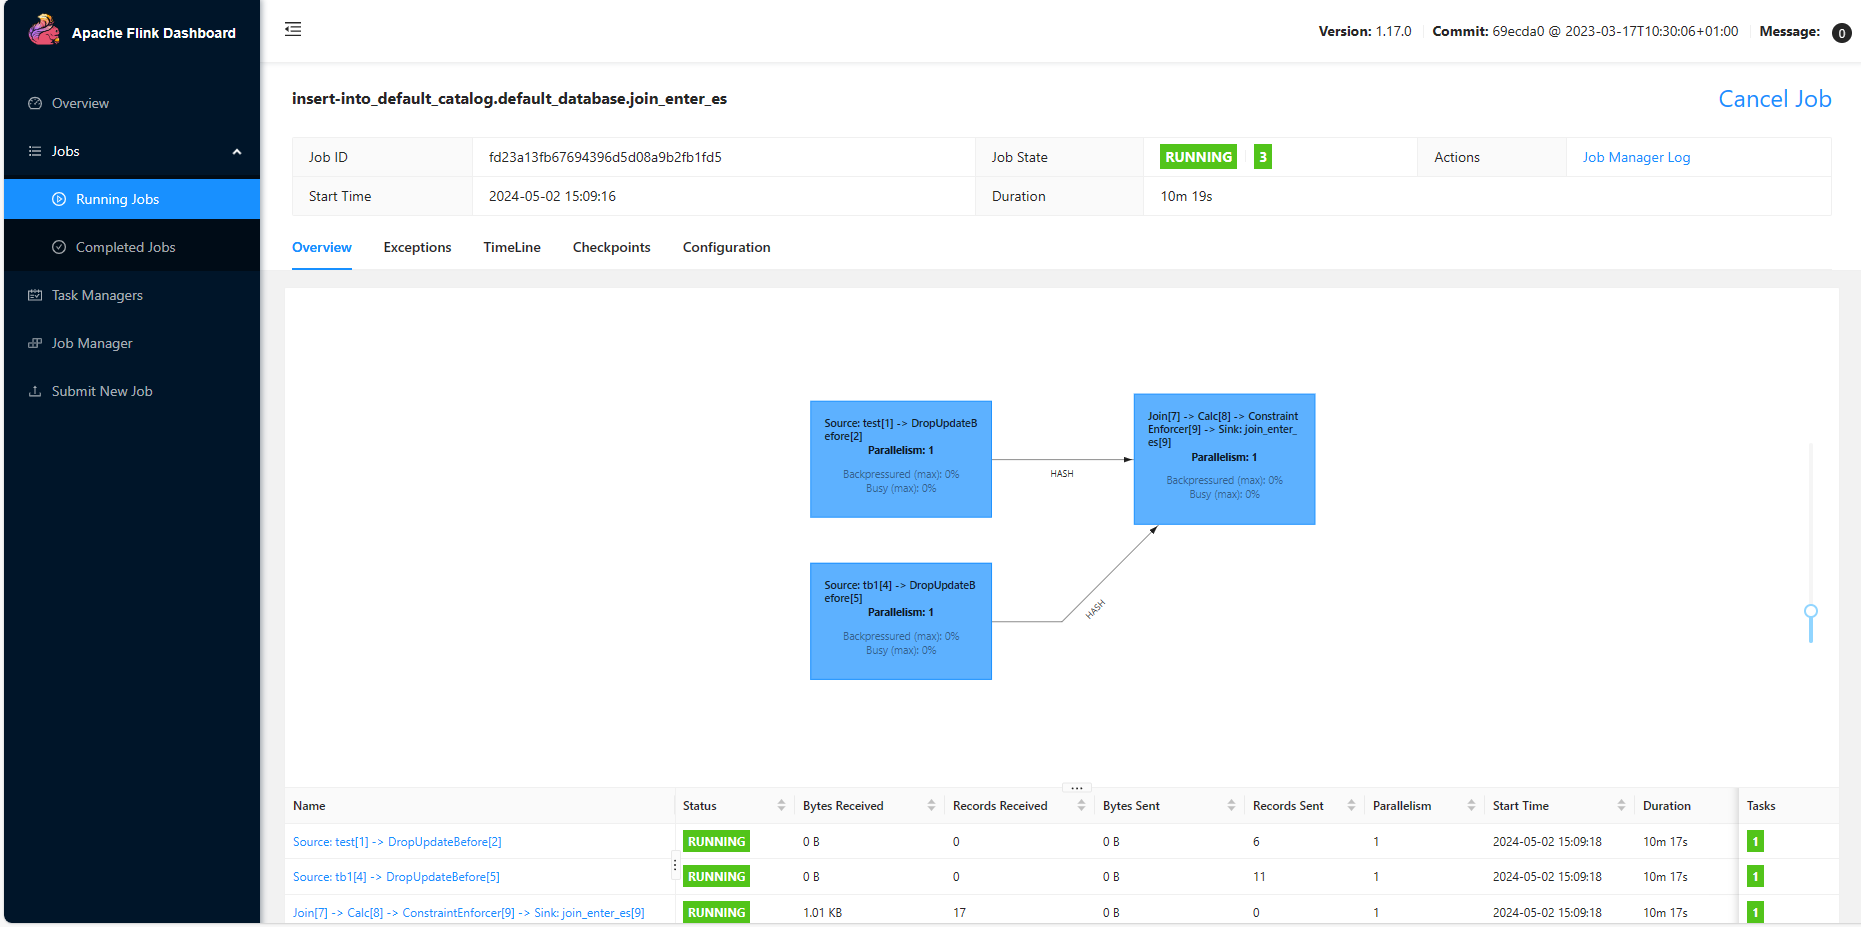 Apache Flink Dashboard
Version: 1.17.0 Commit: 69ecda0 @ 2023-03-17T10:30:06+01:00 Message: 0
Overview
Jobs
Running Jobs
Completed Jobs
Task Managers
Job Manager
Submit New Job
insert-into_default_catalog.default_database.join_enter_es
Cancel Job
Job ID fd23a13fb67694396d5d08a9b2fb1fd5 Job State RUNNING 3 Actions Job Manager Log
Start Time 2024-05-02 15:09:16 Duration 10m 19s
Overview Exceptions TimeLine Checkpoints Configuration
Source: test[1] -> DropUpdateB
efore[2]
Parallelism: 1
Backpressured (max): 0%
Busy (max): 0%
HASH
Join[7] -> Calc[8] -> Constraint
Enforcer[9] -> Sink: join_enter_
es[9]
Parallelism: 1
Backpressured (max): 0%
Busy (max): 0%
Source: tb1[4] -> DropUpdateB
efore[5]
Parallelism: 1
Backpressured (max): 0%
Busy (max): 0%
HASH
Name Status Bytes Received Records Received Bytes Sent Records Sent Parallelism Start Time Duration Tasks
Source: test[1] -> DropUpdateBefore[2] RUNNING 0 B 0 0 B 6 1 2024-05-02 15:09:18 10m 17s 1
Source: tb1[4] -> DropUpdateBefore[5] RUNNING 0 B 0 0 B 11 1 2024-05-02 15:09:18 10m 17s 1
Join[7] -> Calc[8] -> ConstraintEnforcer[9] -> Sink: join_enter_es[9] RUNNING 1.01 KB 17 0 B 0 1 2024-05-02 15:09:18 10m 17s 1